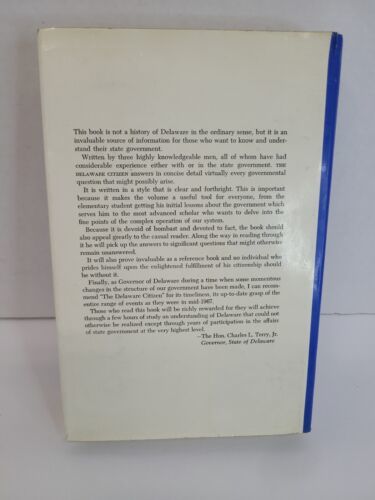 This book is not a history of Delaware in the ordinary sense, but it is an
invaluable source of information for those who want to know and under-
stand their state government.
Written by three highly knowledgeable men, all of whom have had
considerable experience either with or in the state government. THE
DELAWARE CITIZEN answers in concise detail virtually every governmental
question that might possibly arise.
It is written in a style that is clear and forthright. This is important
because it makes the volume a useful tool for everyone, from the
elementary student getting his initial lessons about the government which
serves him to the most advanced scholar who wants to delve into the
fine points of the complex operation of our system.
Because it is devoid of bombast and devoted to fact, the book should
also appeal greatly to the casual reader. Along the way in reading through
it he will pick up the answers to significant questions that might otherwise
remain unanswered.
It will also prove invaluable as a reference book and no individual who
prides himself upon the enlightened fulfillment of his citizenship should
be without it.
Finally, as Governor of Delaware during a time when some momentous
changes in the structure of our government have been made, I can recom-
mend "The Delaware Citizen" for its timeliness, its up-to-date grasp of the
entire range of events as they were in mid-1967.
Those who read this book will be richly rewarded for they will achieve
through a few hours of study an understanding of Delaware that could not
otherwise be realized except through years of participation in the affairs
of state government at the very highest level.
—The Hon. Charles L. Terry, Jr.
Governor, State of Delaware